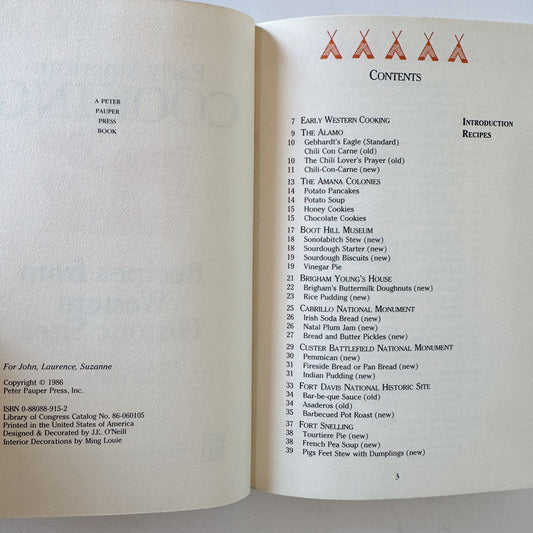 A PETER
PAUPER
PRESS
BOOK
For John, Laurence, Suzanne
Copyright © 1986
Peter Pauper Press, Inc.
ISBN 0-88088-915-2
Library of Congress Catalog No. 86-060105
Printed in the United States of America
Designed & Decorated by J.E. O'Neill
Interior Decorations by Ming Louie
CONTENTS
7 EARLY WESTERN COOKING INTRODUCTION
9 THE ALAMO RECIPES
10 Gebhardt's Eagle (Standard)
Chili Con Carne (old)
10 The Chili Lover's Prayer (old)
11 Chili-Con-Carne (new)
13 THE AMANA COLONIES
14 Potato Pancakes
14 Potato Soup
15 Honey Cookies
15 Chocolate Cookies
17 BOOT HILL MUSEUM
18 Sonofabitch Stew (new)
18 Sourdough Starter (new)
19 Sourdough Biscuits (new)
19 Vinegar Pie
21 BRIGHAM YOUNG'S HOUSE
22 Brigham's Buttermilk Doughnuts (new)
23 Rice Pudding (new)
25 CABRILLO NATIONAL MONUMENT
26 Irish Soda Bread (new)
26 Natal Plum Jam (new)
27 Bread and Butter Pickles (new)
29 CUSTER BATTLEFIELD NATIONAL MONUMENT
30 Pemmican (new)
31 Fireside Bread or Pan Bread (new)
31 Indian Pudding (new)
33 FORT DAVIS NATIONAL HISTORIC SITE
34 Bar-be-que Sauce (old)
34 Asaderos (old)
35 Barbecued Pot Roast (new)
37 FORT SNELLING
38 Tourtiere Pie (new)
38 French Pea Soup (new)
39 Pigs Feet Stew with Dumplings (new)
3